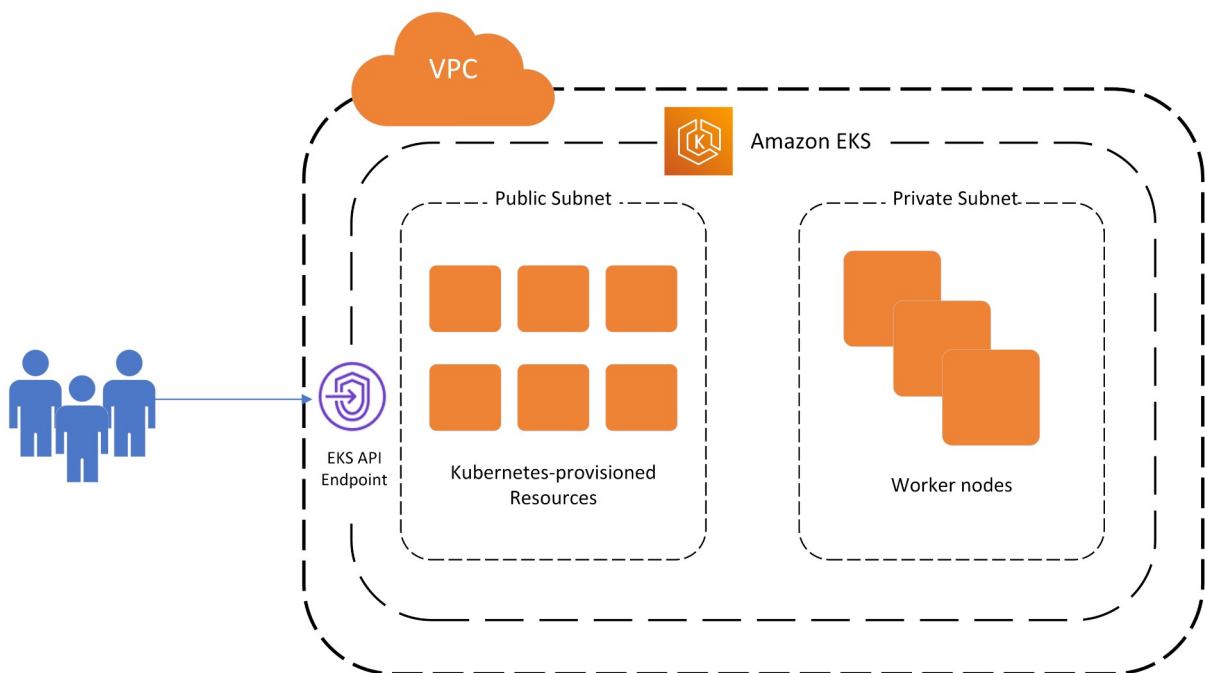 VPC
Amazon EKS
Public Subnet
Private Subnet
EKS API
Endpoint
Kubernetes-provisioned
Resources
Worker nodes
K